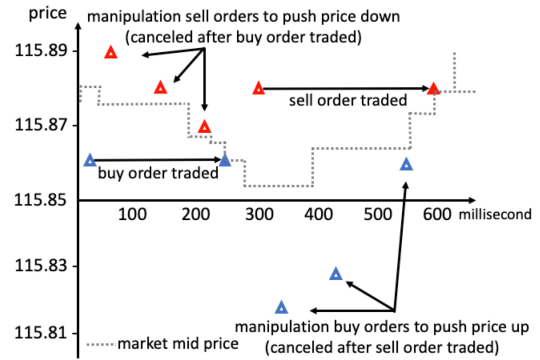 price
manipulation sell orders to push price down
(canceled after buy order traded)
115.89
sell order traded
115.87
buy order traded
115.85
100 200 300 400 500 600 millisecond
115.83
115.81
manipulation buy orders to push price up
(canceled after sell order traded)
market mid price